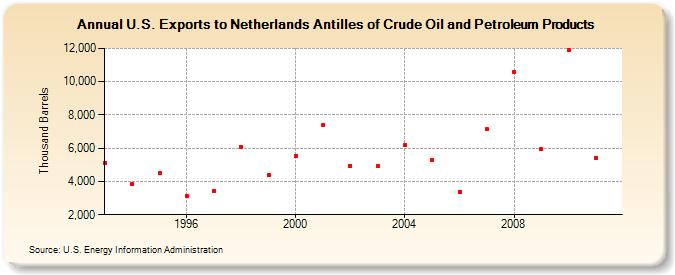 Annual U.S. Exports to Netherlands Antilles of Crude Oil and Petroleum Products
Thousand Barrels
12,000
10,000
8,000
6,000
4,000
2,000
1996 2000 2004 2008
Source: U.S. Energy Information Administration